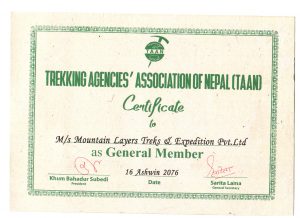 TAAN
TREKKING AGENCIES' ASSOCIATION OF NEPAL (TAAN)
Certificate
to
M/s Mountain Layers Treks & Expedition Pvt.Ltd
as General Member
16 Ashwin 2076
Khum Bahadur Subedi Date Sarita Lama
President General Secretary